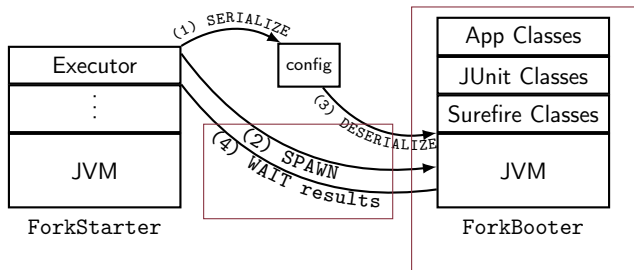 (1) SERIALIZE
App Classes
Executor
config
JUnit Classes
(3) DESERIALIZE
Surefire Classes
(2) SPAWN
(4) WAIT results
JVM
JVM
ForkStarter
ForkBooter